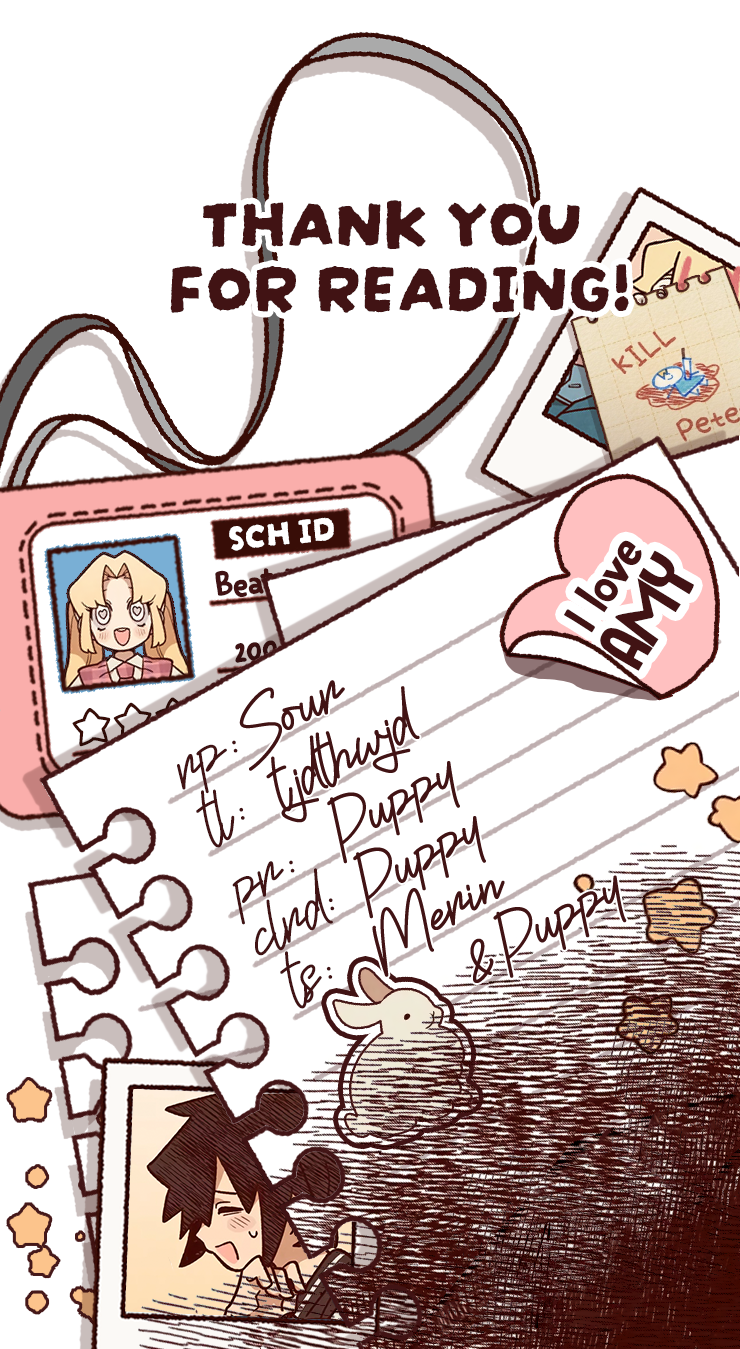 THANK YOU
FOR READING!
KILL
Pete
SCH ID
Bea
200
I love
AMY
rp: Sour
tl: tjdthwjd
pr: Puppy
clrd: Puppy
ts: Merin
& Puppy